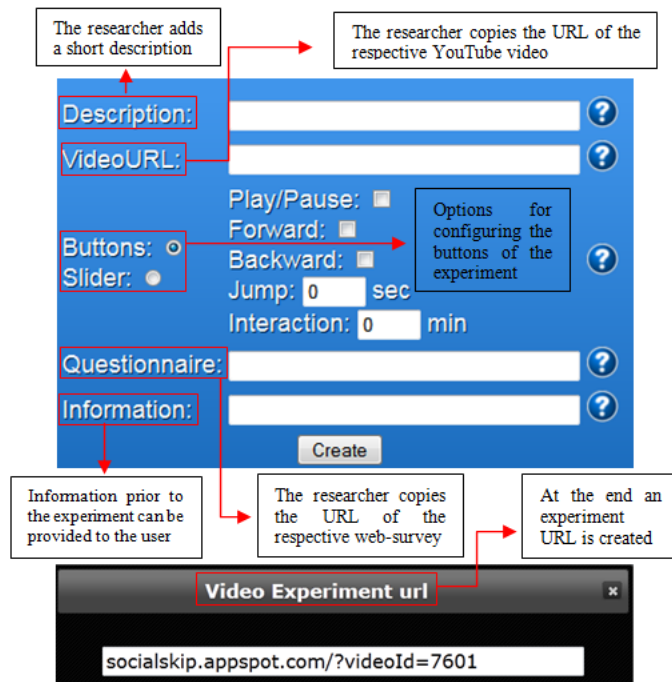 The researcher adds
a short description
The researcher copies the URL of the
respective YouTube video
Description:
?
VideoURL:
?
Buttons:
Slider:
Play/Pause:
Forward:
Backward:
Jump: 0 sec
Interaction: 0 min
Options for
configuring the
buttons of the
experiment
?
Questionnaire:
?
Information:
?
Create
Information prior to
the experiment can be
provided to the user
The researcher copies
the URL of the
respective web-survey
At the end an
experiment
URL is created
Video Experiment url
x
socialskip.appspot.com/?videoId=7601